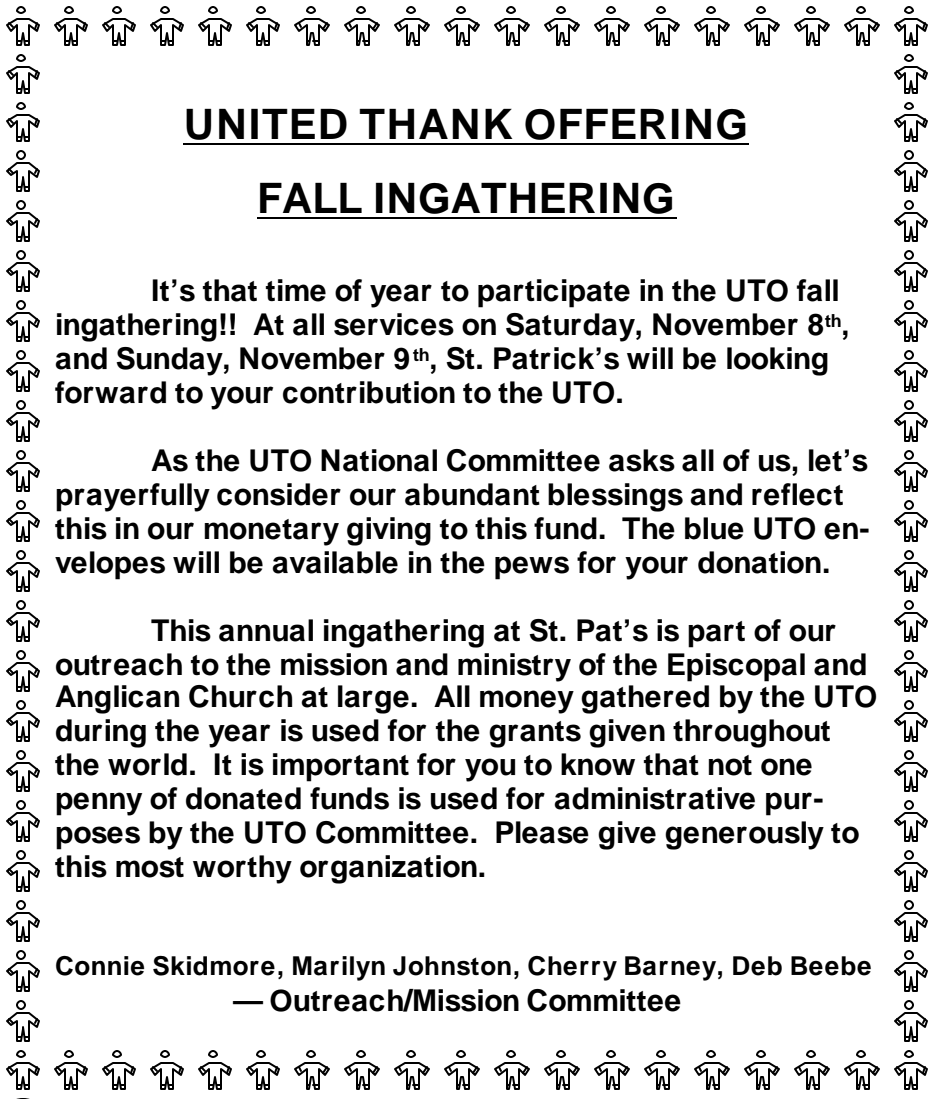 UNITED THANK OFFERING
FALL INGATHERING
It’s that time of year to participate in the UTO fall
ingathering!!  At all services on Saturday, November 8th,
and Sunday, November 9th, St. Patrick’s will be looking
forward to your contribution to the UTO.
As the UTO National Committee asks all of us, let’s
prayerfully consider our abundant blessings and reflect
this in our monetary giving to this fund.  The blue UTO en-
velopes will be available in the pews for your donation.
This annual ingathering at St. Pat’s is part of our
outreach to the mission and ministry of the Episcopal and
Anglican Church at large.  All money gathered by the UTO
during the year is used for the grants given throughout
the world.  It is important for you to know that not one
penny of donated funds is used for administrative pur-
poses by the UTO Committee.  Please give generously to
this most worthy organization.
Connie Skidmore, Marilyn Johnston, Cherry Barney, Deb Beebe
— Outreach/Mission Committee